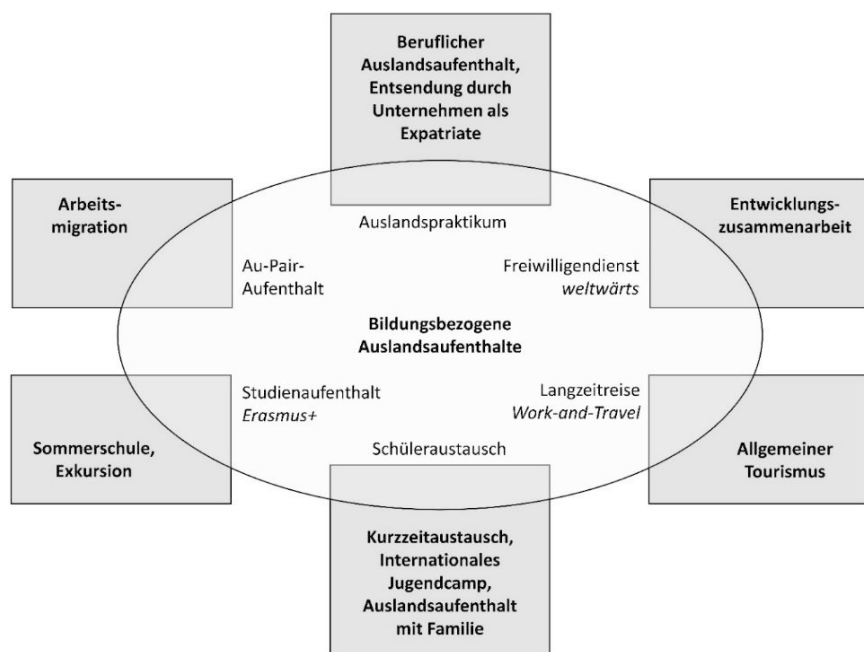 Beruflicher
Auslandsaufenthalt,
Entsendung durch
Unternehmen als
Expatriate
Arbeits-
migration
Entwicklungs-
zusammenarbeit
Auslandspraktikum
Au-Pair-
Aufenthalt
Freiwilligendienst
weltwärts
Bildungsbezogene
Auslandsaufenthalte
Studienaufenthalt
Erasmus+
Langzeitreise
Work-and-Travel
Sommerschule,
Exkursion
Schüleraustausch
Allgemeiner
Tourismus
Kurzzeitaustausch,
Internationales
Jugendcamp,
Auslandsaufenthalt
mit Familie